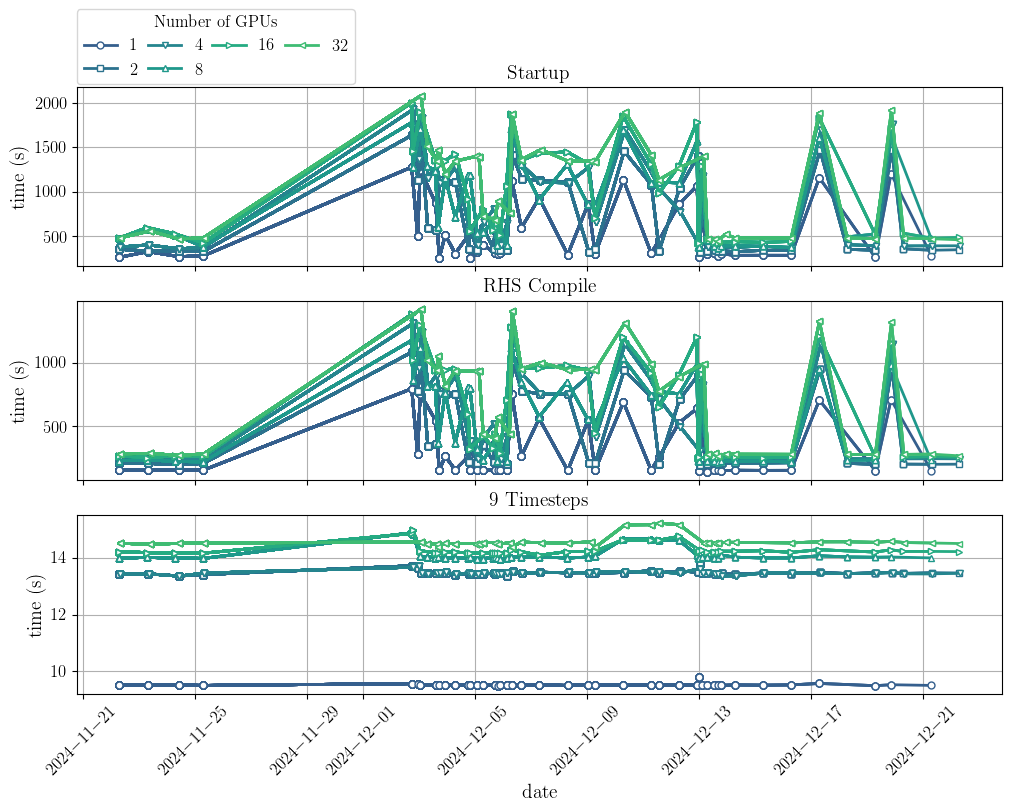 Number of GPUs
1 4 16 32
2 8
Startup
time (s)
2000
1500
1000
500
RHS Compile
time (s)
1000
500
9 Timesteps
time (s)
14
12
10
2024−11−21
2024−11−25
2024−11−29
2024−12−01
2024−12−05
2024−12−09
2024−12−13
2024−12−17
2024−12−21
date